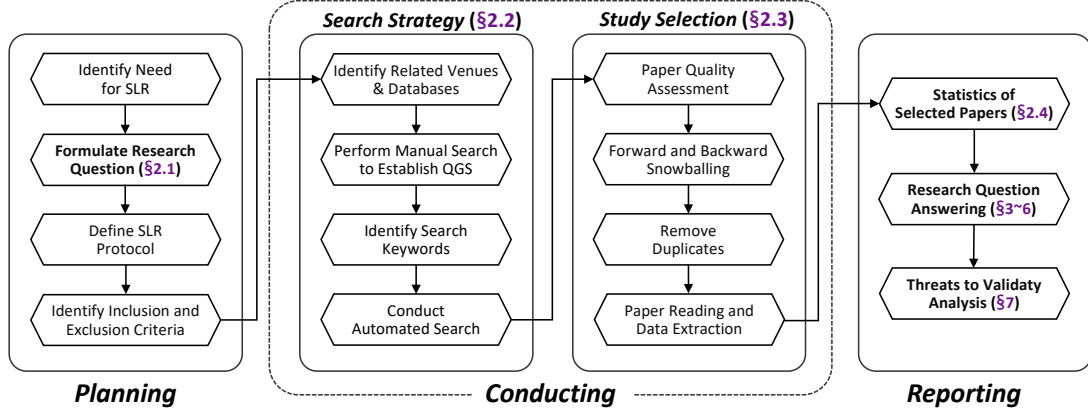 Search Strategy (§2.2)
Study Selection (§2.3)
Identify Need
for SLR
Formulate Research
Question (§2.1)
Define SLR
Protocol
Identify Inclusion and
Exclusion Criteria
Identify Related Venues
& Databases
Perform Manual Search
to Establish QGS
Identify Search
Keywords
Conduct
Automated Search
Paper Quality
Assessment
Forward and Backward
Snowballing
Remove
Duplicates
Paper Reading and
Data Extraction
Statistics of
Selected Papers (§2.4)
Research Question
Answering (§3~6)
Threats to Validaty
Analysis (§7)
Planning
Conducting
Reporting